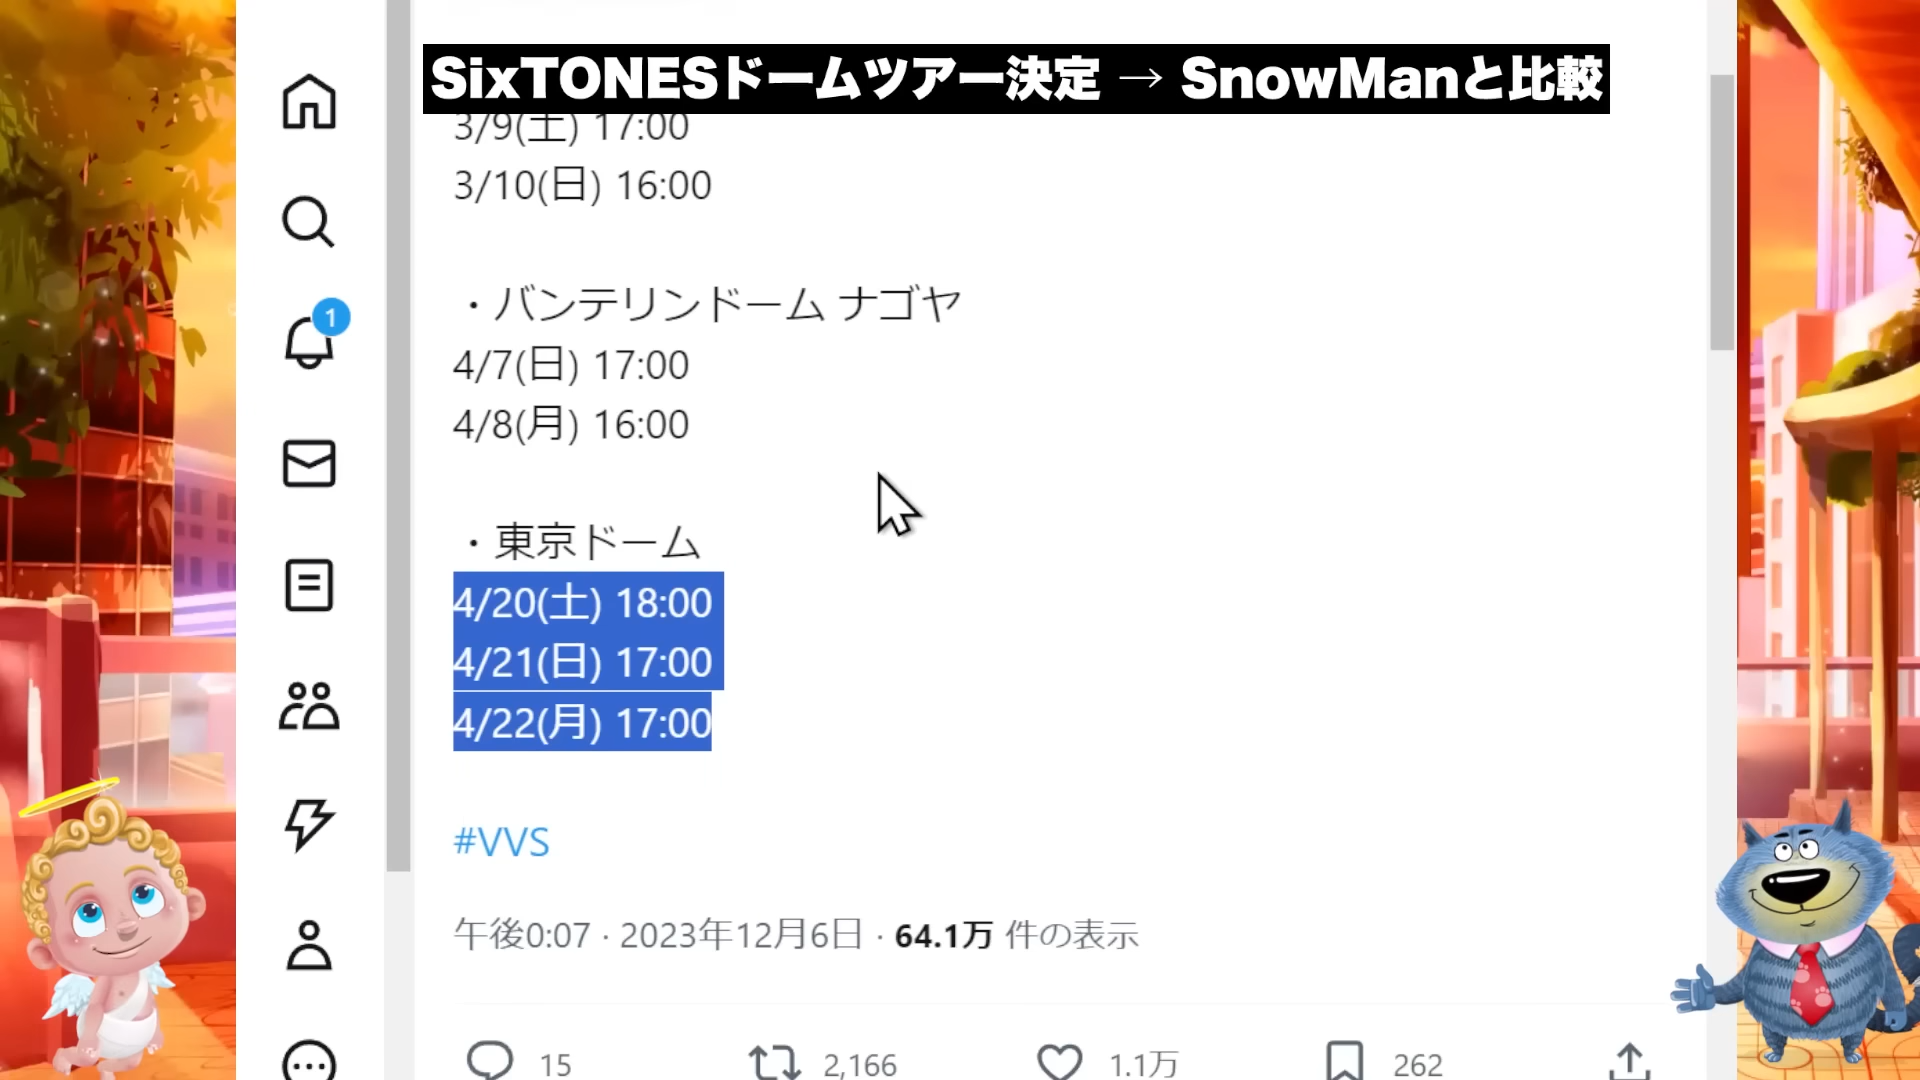 SixTONESドームツアー決定 → SnowManと比較
3/9(土) 17:00
3/10(日) 16:00
・バンテリンドーム ナゴヤ
4/7(日) 17:00
4/8(月) 16:00
・東京ドーム
4/20(土) 18:00
4/21(日) 17:00
4/22(月) 17:00
#VVS
午後0:07 · 2023年12月6日 · 64.1万 件の表示
1
15 2,166 1.1万 262